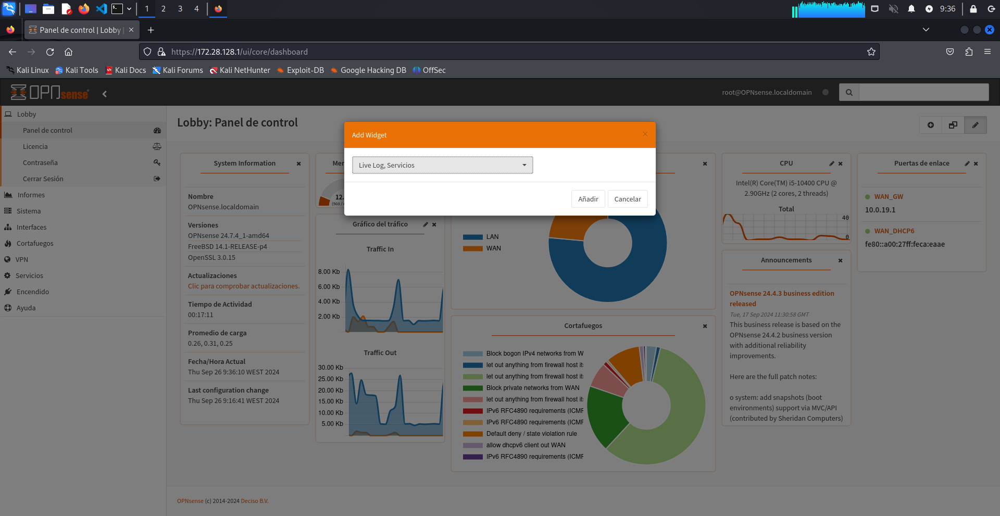 1 2 3 4
9:36
Panel de control | Lobby |
https://172.28.128.1/ui/core/dashboard
Kali Linux Kali Tools Kali Docs Kali Forums Kali NetHunter Exploit-DB Google Hacking DB OffSec
OPNsense
root@OPNsense.localdomain
Lobby
Panel de control
Licencia
Contraseña
Cerrar Sesión
Informes
Sistema
Interfaces
Cortafuegos
VPN
Servicios
Encendido
Ayuda
Lobby: Panel de control
Add Widget
Live Log, Servicios
Añadir Cancelar
System Information
Nombre
OPNsense.localdomain
Versiones
OPNsense 24.7.4_1-amd64
FreeBSD 14.1-RELEASE-p4
OpenSSL 3.0.15
Actualizaciones
Clic para comprobar actualizaciones.
Tiempo de Actividad
00:17:11
Promedio de carga
0.26, 0.31, 0.25
Fecha/Hora Actual
Thu Sep 26 9:36:10 WEST 2024
Last configuration change
Thu Sep 26 9:16:41 WEST 2024
Mer
12.
(503 /
Gráfico del tráfico
Traffic In
8.00 Kb
6.00 Kb
4.00 Kb
2.00 Kb
Traffic Out
30.00 Kb
25.00 Kb
20.00 Kb
15.00 Kb
10.00 Kb
5.00 Kb
LAN
WAN
Cortafuegos
Block bogon IPv4 networks from W
let out anything from firewall host its
let out anything from firewall host its
Block private networks from WAN
let out anything from firewall host its
IPv6 RFC4890 requirements (ICMP
IPv6 RFC4890 requirements (ICMP
Default deny / state violation rule
allow dhcpv6 client out WAN
IPv6 RFC4890 requirements (ICMP
CPU
Intel(R) Core(TM) i5-10400 CPU @
2.90GHz (2 cores, 2 threads)
Total
40
0
Announcements
OPNsense 24.4.3 business edition
released
Tue, 17 Sep 2024 11:30:58 GMT
This business release is based on the
OPNsense 24.4.2 business version
with additional reliability
improvements.
Here are the full patch notes:
o system: add snapshots (boot
environments) support via MVC/API
(contributed by Sheridan Computers)
Puertas de enlace
WAN_GW
10.0.19.1
WAN_DHCP6
fe80::a00:27ff:feca:eaae
OPNsense (c) 2014-2024 Deciso B.V.